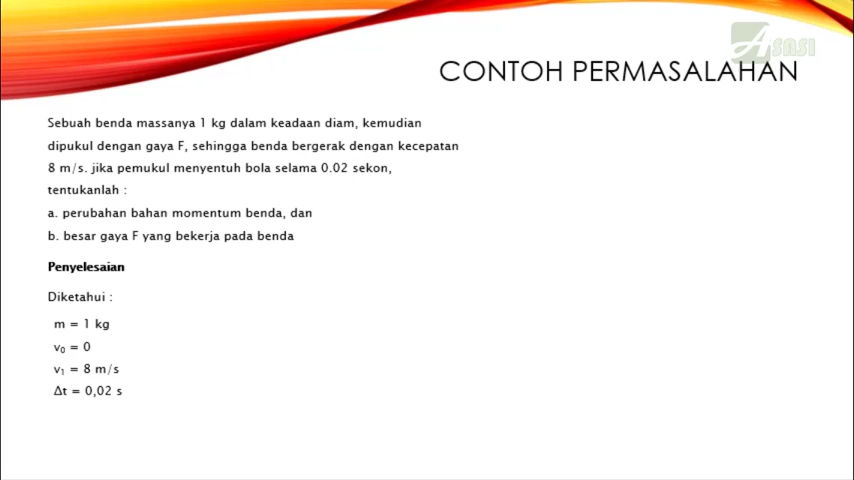 ASASI
CONTOH PERMASALAHAN
Sebuah benda massanya 1 kg dalam keadaan diam, kemudian
dipukul dengan gaya F, sehingga benda bergerak dengan kecepatan
8 m/s. jika pemukul menyentuh bola selama 0.02 sekon,
tentukanlah :
a. perubahan bahan momentum benda, dan
b. besar gaya F yang bekerja pada benda
Penyelesaian
Diketahui :
m = 1 kg
v₀ = 0
v₁ = 8 m/s
Δt = 0,02 s